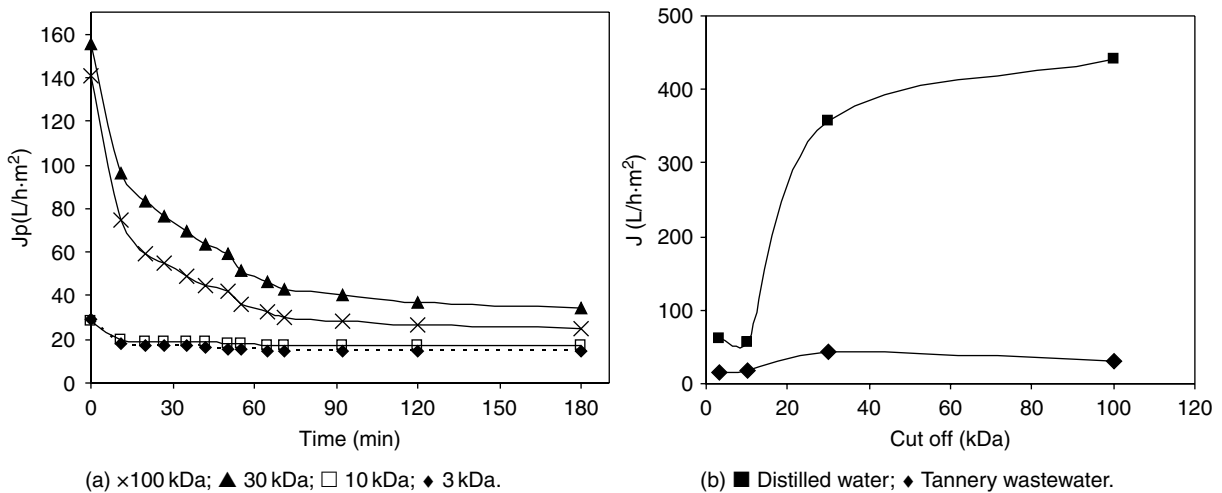 160
140
120
100
80
60
40
20
0
Jp(L/h·m²)
0 30 60 90 120 150 180
Time (min)
(a) ×100 kDa; ▲ 30 kDa; □ 10 kDa; ♦ 3 kDa.
500
400
300
200
100
0
J (L/h·m²)
0 20 40 60 80 100 120
Cut off (kDa)
(b) ■ Distilled water; ♦ Tannery wastewater.